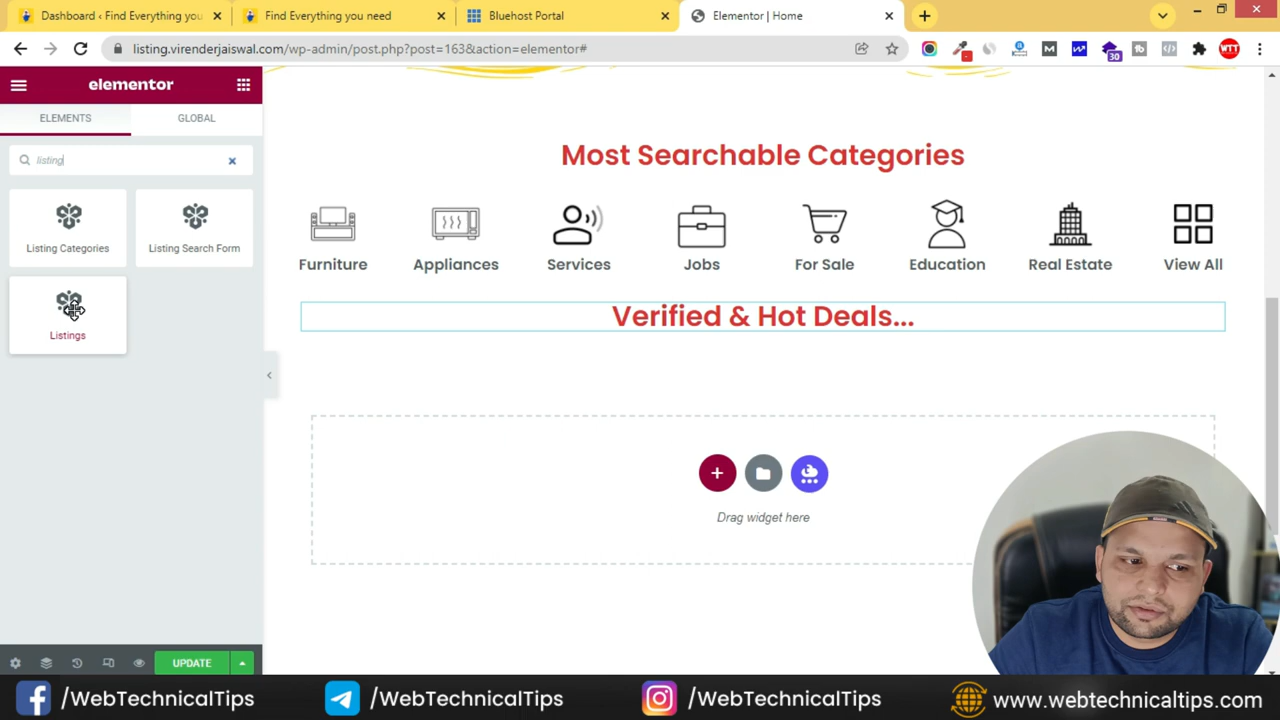 Dashboard ‹ Find Everything you
Find Everything you need
Bluehost Portal
Elementor | Home
listing.virenderjaiswal.com/wp-admin/post.php?post=163&action=elementor#
30
WTT
elementor
ELEMENTS
GLOBAL
listing
Listing Categories
Listing Search Form
Listings
Most Searchable Categories
Furniture
Appliances
Services
Jobs
For Sale
Education
Real Estate
View All
Verified & Hot Deals...
Drag widget here
UPDATE
/WebTechnicalTips
/WebTechnicalTips
/WebTechnicalTips
www.webtechnicaltips.com